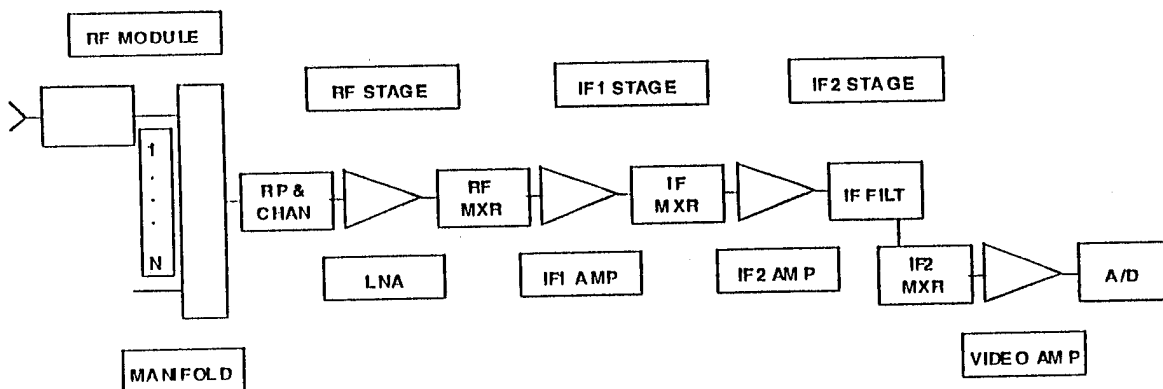 RF MODULE
RF STAGE
IF1 STAGE
IF2 STAGE
1
N
RP &
CHAN
RF
MXR
IF
MXR
IF FILT
LNA
IF1 AMP
IF2 AMP
IF2
MXR
A/D
MANIFOLD
VIDEO AMP